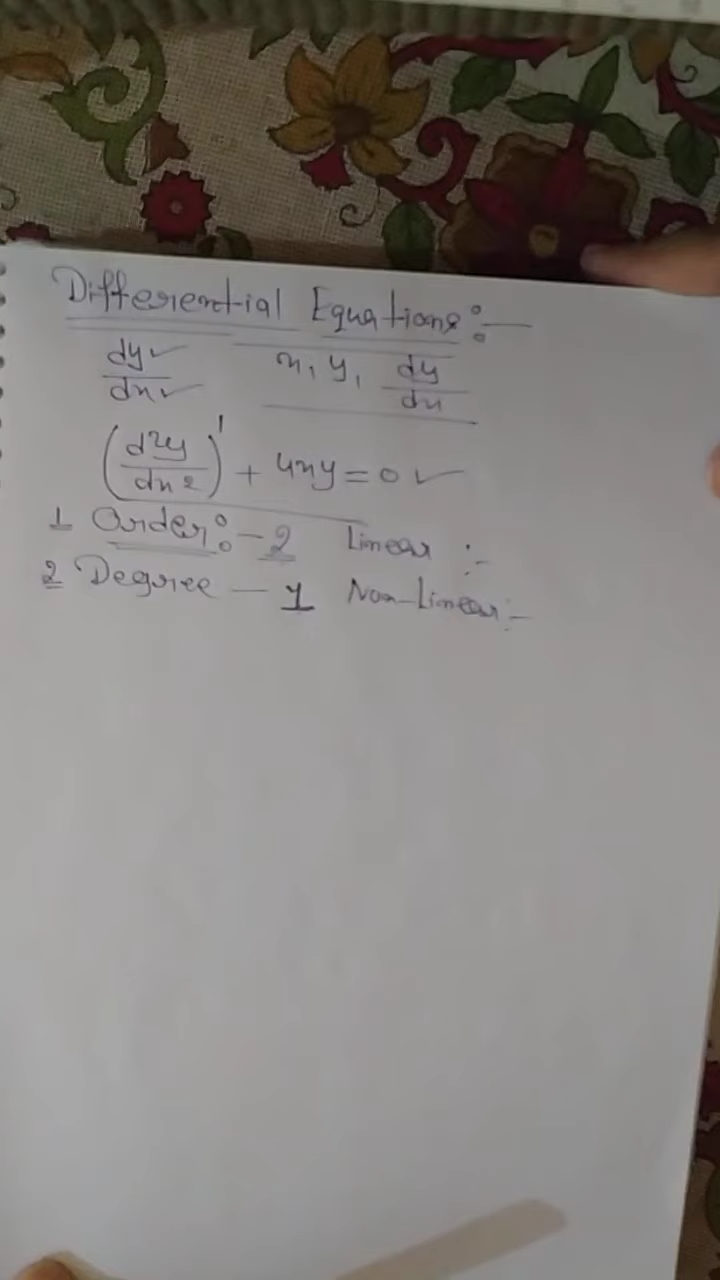 Differential Equations:-
dy/dx ✓ x, y, dy/dx
(d²y/dx²)¹ + 4xy = 0 ✓
1 Order:- 2 Linear :-
2 Degree - 1 Non-Linear:-